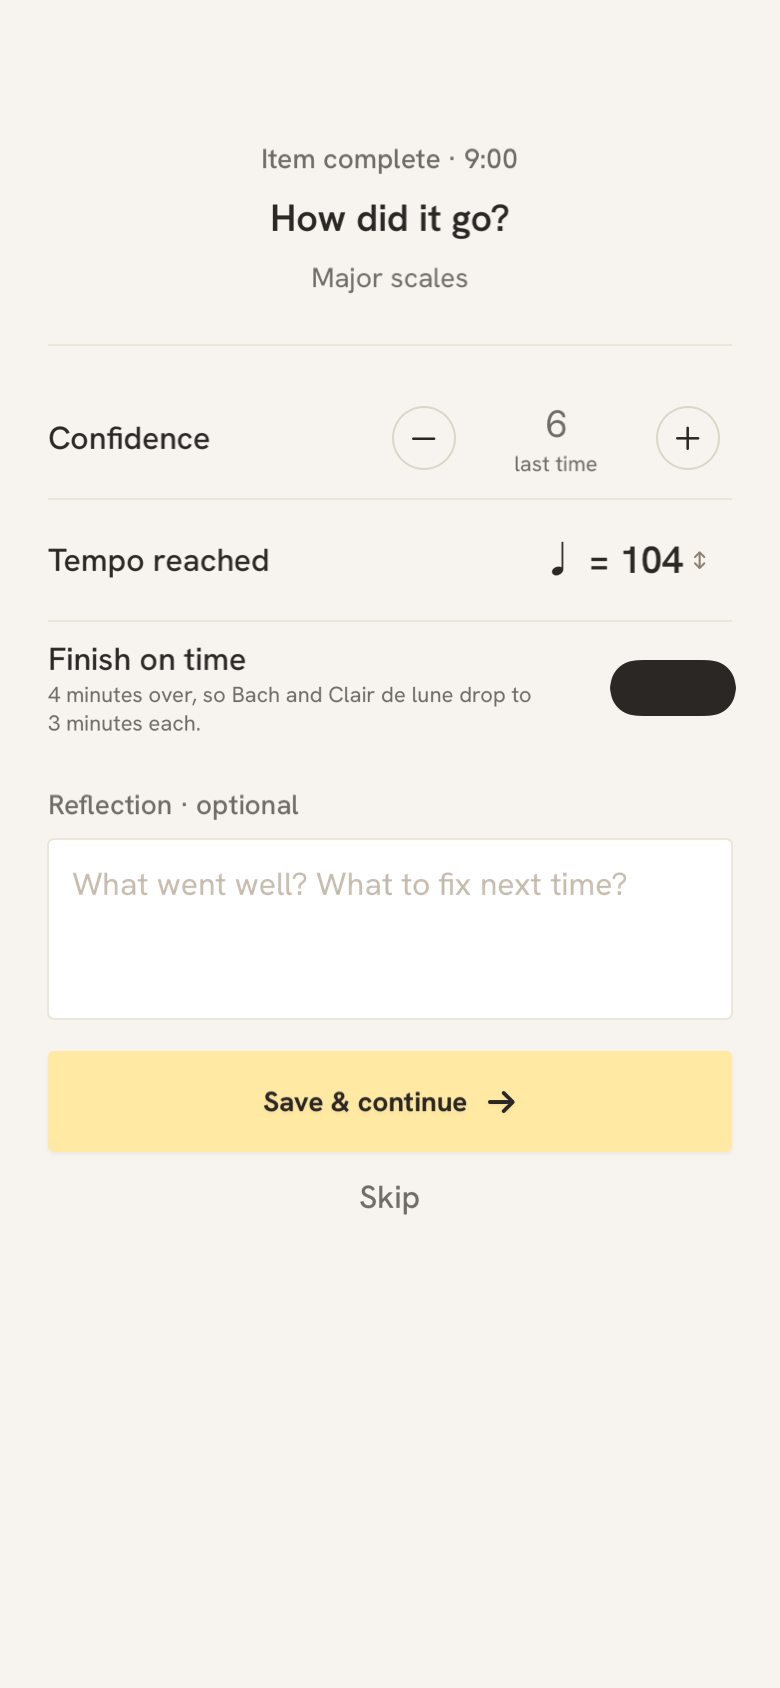 Item complete · 9:00
How did it go?
Major scales
Confidence
6
last time
Tempo reached
♩ = 104
Finish on time
4 minutes over, so Bach and Clair de lune drop to
3 minutes each.
Reflection · optional
What went well? What to fix next time?
Save & continue →
Skip